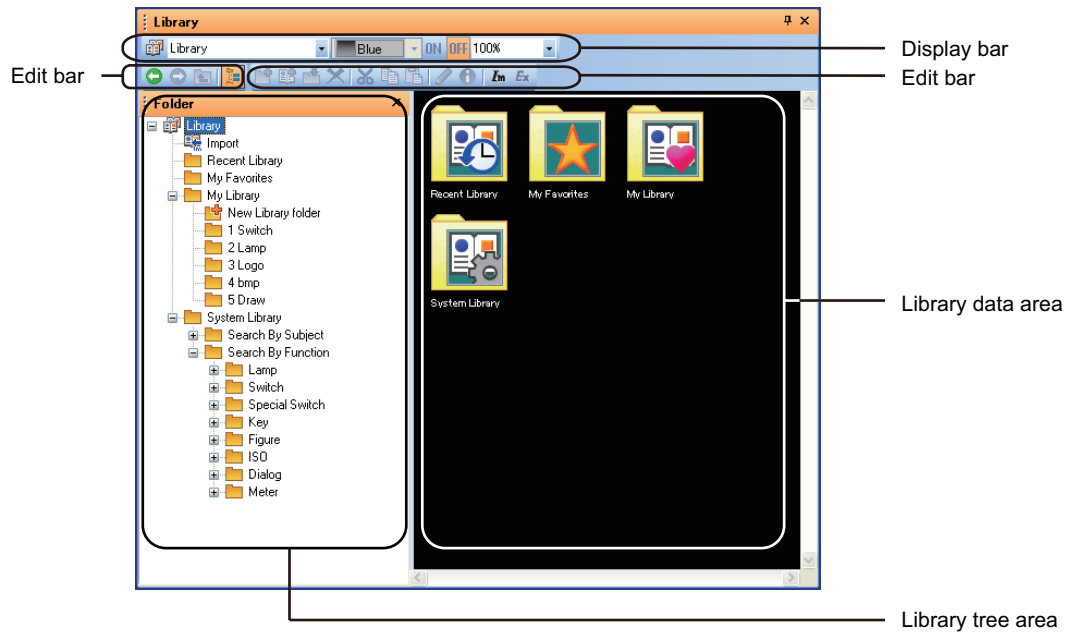 Library
Library Blue ON OFF 100%
Display bar
Edit bar
Im Ex
Edit bar
Folder
Library
Import
Recent Library
My Favorites
My Library
New Library folder
1 Switch
2 Lamp
3 Logo
4 bmp
5 Draw
System Library
Search By Subject
Search By Function
Lamp
Switch
Special Switch
Key
Figure
ISO
Dialog
Meter
Recent Library
My Favorites
My Library
System Library
Library data area
Library tree area